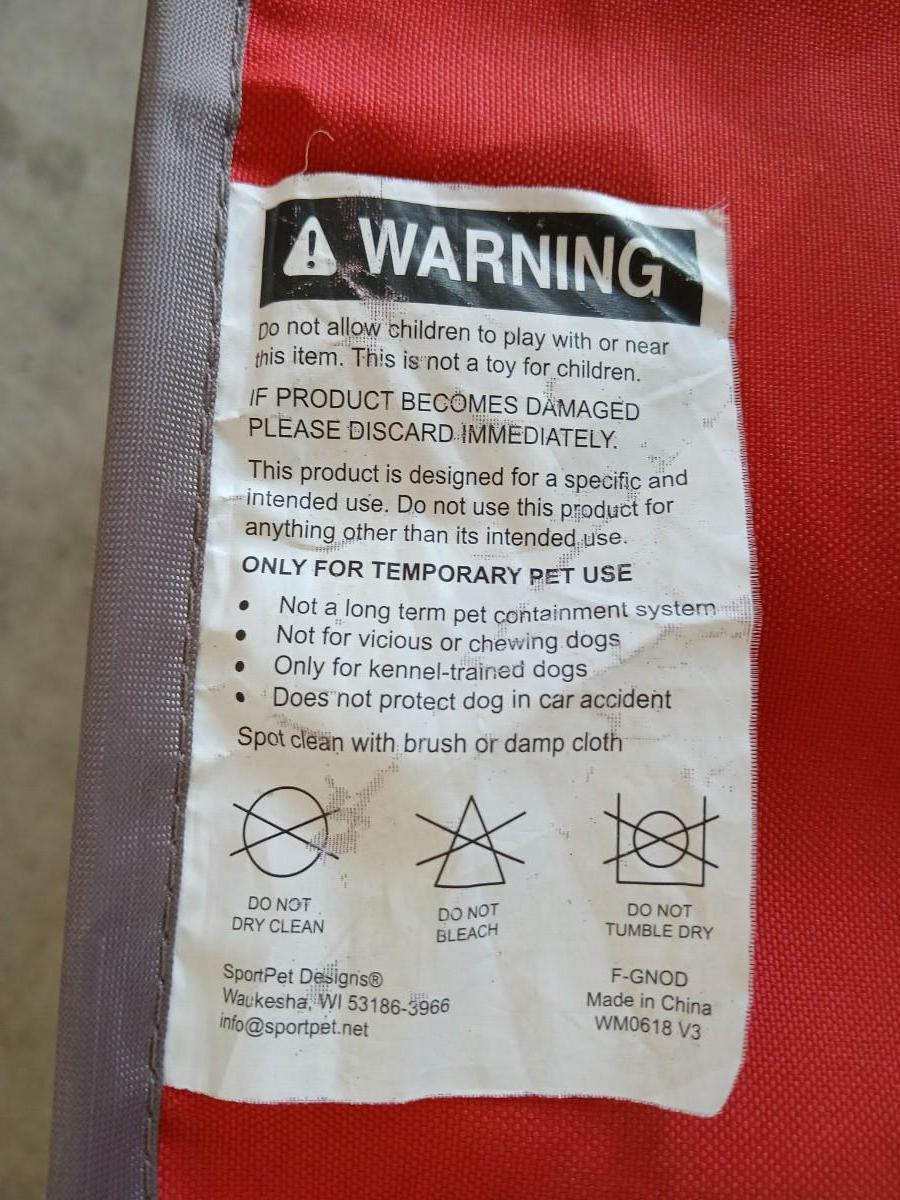 WARNING
Do not allow children to play with or near
this item. This is not a toy for children.
IF PRODUCT BECOMES DAMAGED
PLEASE DISCARD IMMEDIATELY.
This product is designed for a specific and
intended use. Do not use this product for
anything other than its intended use.
ONLY FOR TEMPORARY PET USE
• Not a long term pet containment system
• Not for vicious or chewing dogs
• Only for kennel-trained dogs
• Does not protect dog in car accident
Spot clean with brush or damp cloth
DO NOT
DRY CLEAN
DO NOT
BLEACH
DO NOT
TUMBLE DRY
SportPet Designs®
Waukesha, WI 53186-3966
info@sportpet.net
F-GNOD
Made in China
WM0618 V3